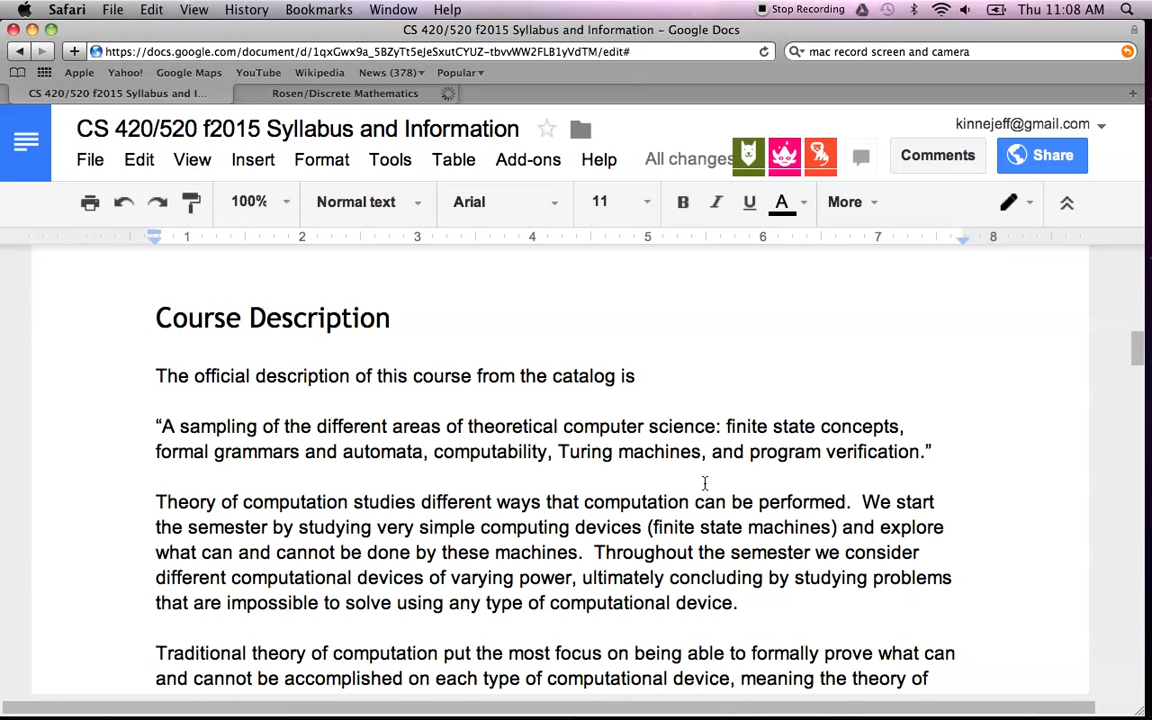 Safari File Edit View History Bookmarks Window Help Stop Recording Thu 11:08 AM
CS 420/520 f2015 Syllabus and Information - Google Docs
https://docs.google.com/document/d/1qxGwx9a_5BZyTt5eJeSxutCYUZ-tbvvWW2FLB1yVdTM/edit# mac record screen and camera
Apple Yahoo! Google Maps YouTube Wikipedia News (378) Popular
CS 420/520 f2015 Syllabus and I... Rosen/Discrete Mathematics
CS 420/520 f2015 Syllabus and Information kinnejeff@gmail.com
File Edit View Insert Format Tools Table Add-ons Help All changes Comments Share
100% Normal text Arial 11 B I U A More
1 2 3 4 5 6 7 8
Course Description
The official description of this course from the catalog is
“A sampling of the different areas of theoretical computer science: finite state concepts,
formal grammars and automata, computability, Turing machines, and program verification.”
Theory of computation studies different ways that computation can be performed. We start
the semester by studying very simple computing devices (finite state machines) and explore
what can and cannot be done by these machines. Throughout the semester we consider
different computational devices of varying power, ultimately concluding by studying problems
that are impossible to solve using any type of computational device.
Traditional theory of computation put the most focus on being able to formally prove what can
and cannot be accomplished on each type of computational device, meaning the theory of